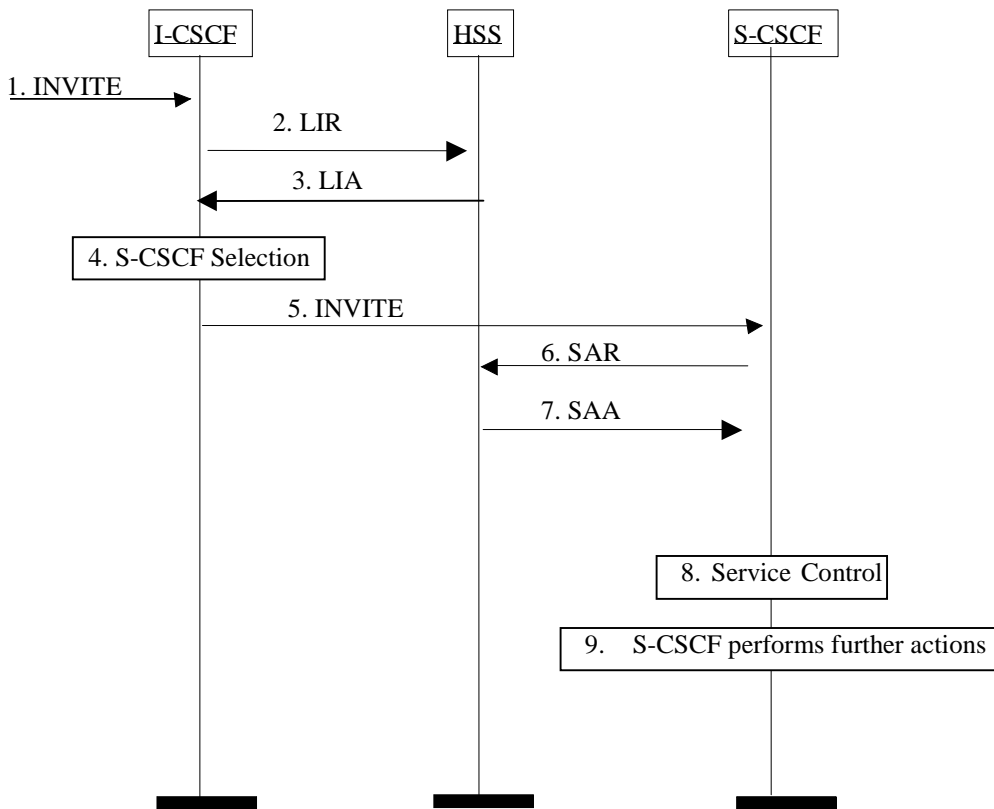 I-CSCF
HSS
S-CSCF
1. INVITE
2. LIR
3. LIA
4. S-CSCF Selection
5. INVITE
6. SAR
7. SAA
8. Service Control
9. S-CSCF performs further actions